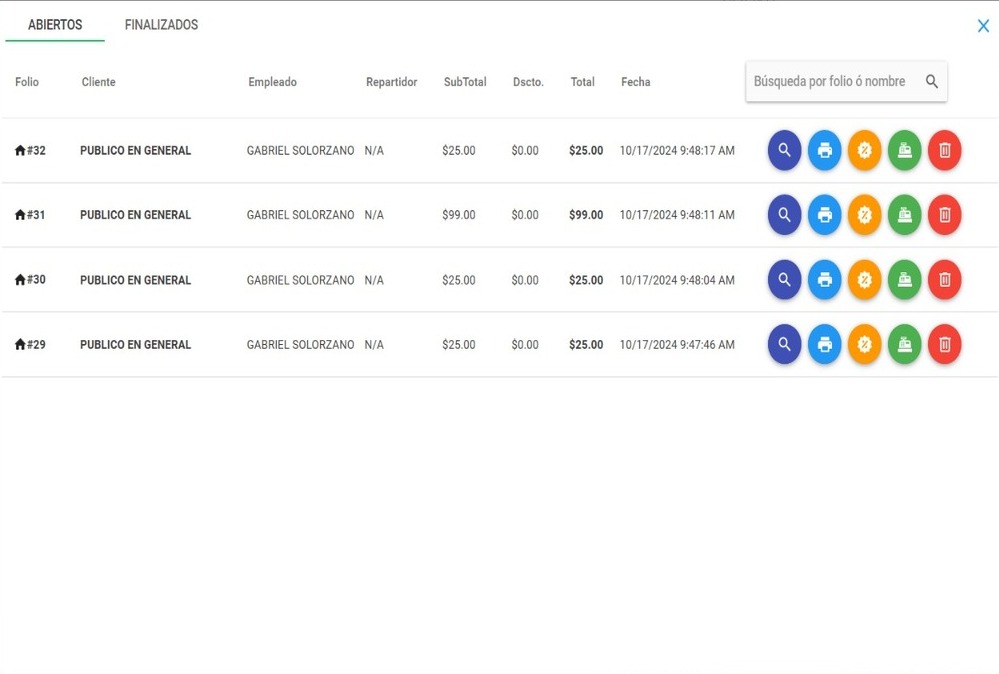 ABIERTOS FINALIZADOS
Folio Cliente Empleado Repartidor SubTotal Dscto. Total Fecha Búsqueda por folio ó nombre
#32 PUBLICO EN GENERAL GABRIEL SOLORZANO N/A $25.00 $0.00 $25.00 10/17/2024 9:48:17 AM
#31 PUBLICO EN GENERAL GABRIEL SOLORZANO N/A $99.00 $0.00 $99.00 10/17/2024 9:48:11 AM
#30 PUBLICO EN GENERAL GABRIEL SOLORZANO N/A $25.00 $0.00 $25.00 10/17/2024 9:48:04 AM
#29 PUBLICO EN GENERAL GABRIEL SOLORZANO N/A $25.00 $0.00 $25.00 10/17/2024 9:47:46 AM